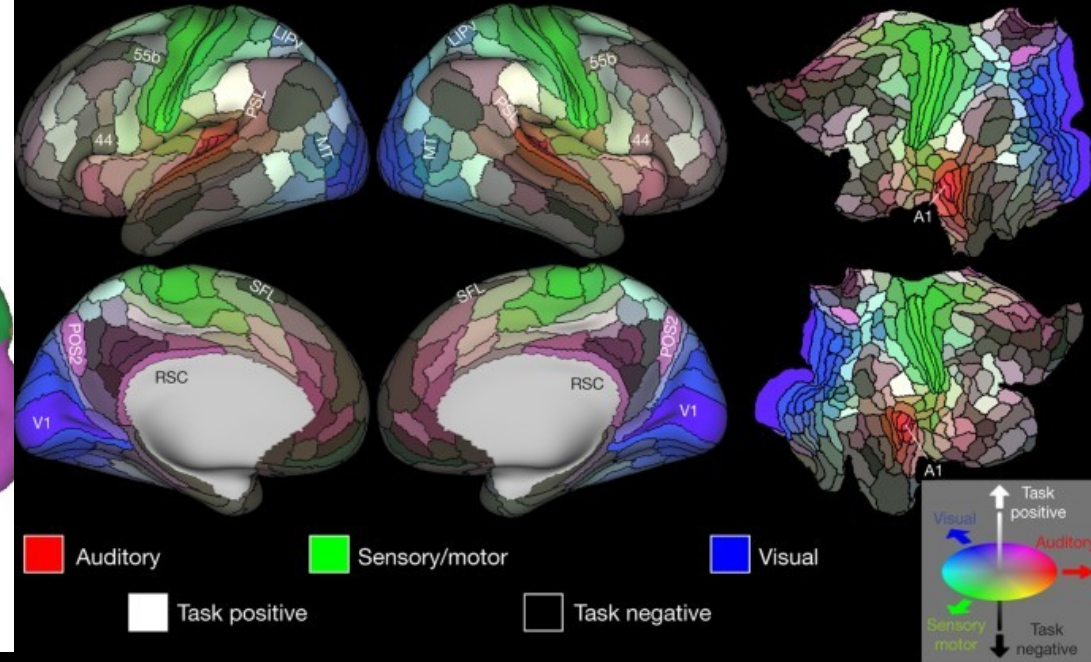 55b
LIPv
PSL
44
MT
LIPv
55b
PSL
44
MT
A1
SFL
POS2
RSC
V1
SFL
POS2
RSC
V1
A1
Auditory
Sensory/motor
Visual
Task positive
Task negative
Task
positive
Visual
Auditory
Sensory
motor
Task
negative